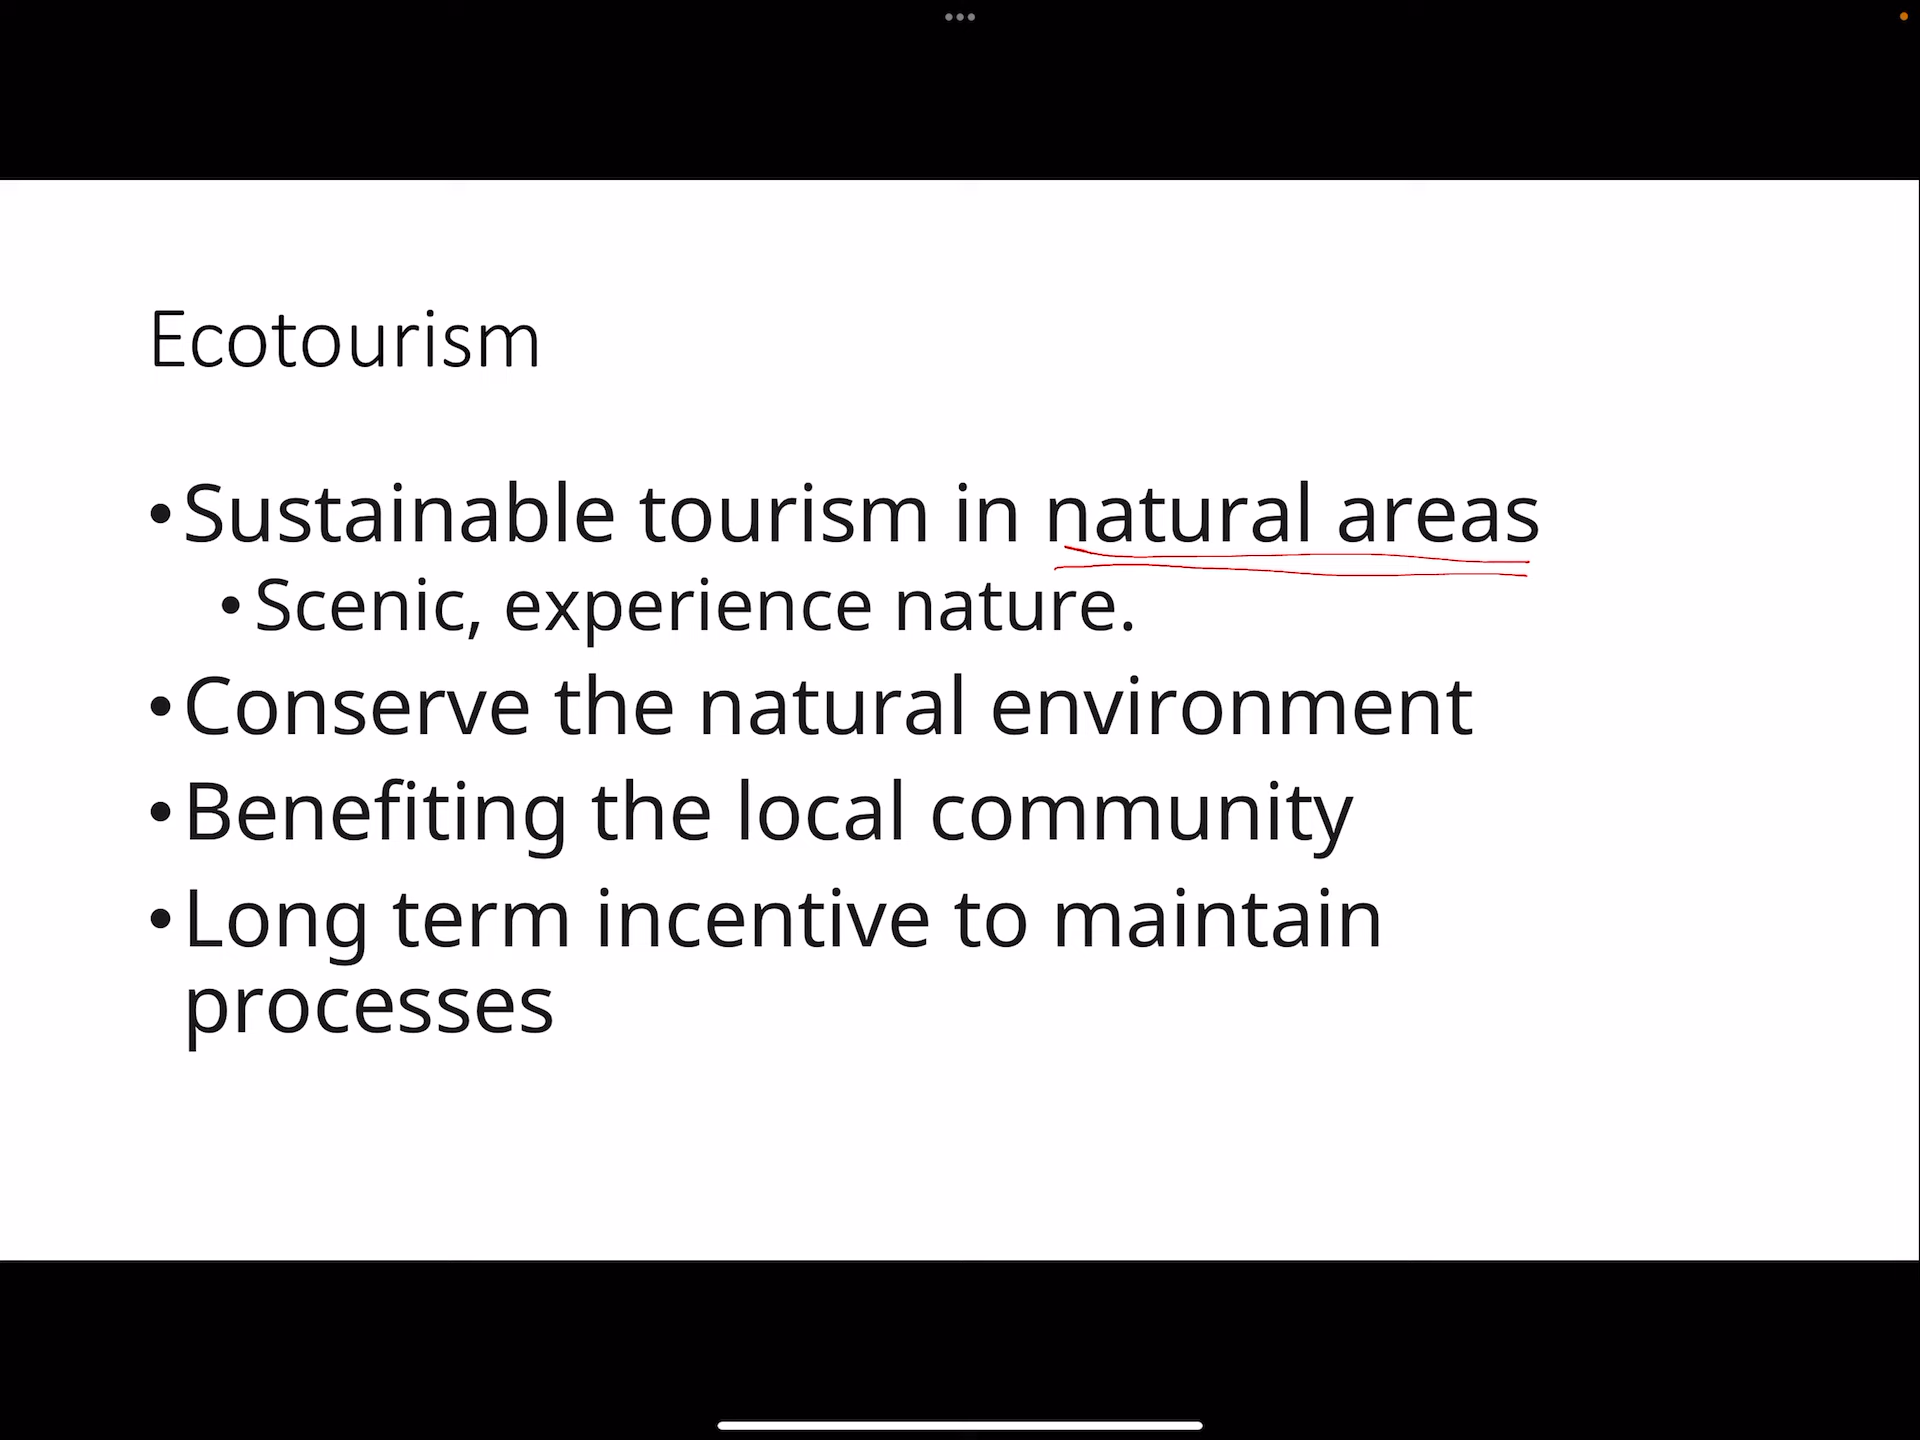 Ecotourism
•Sustainable tourism in natural areas
•Scenic, experience nature.
•Conserve the natural environment
•Benefiting the local community
•Long term incentive to maintain
processes